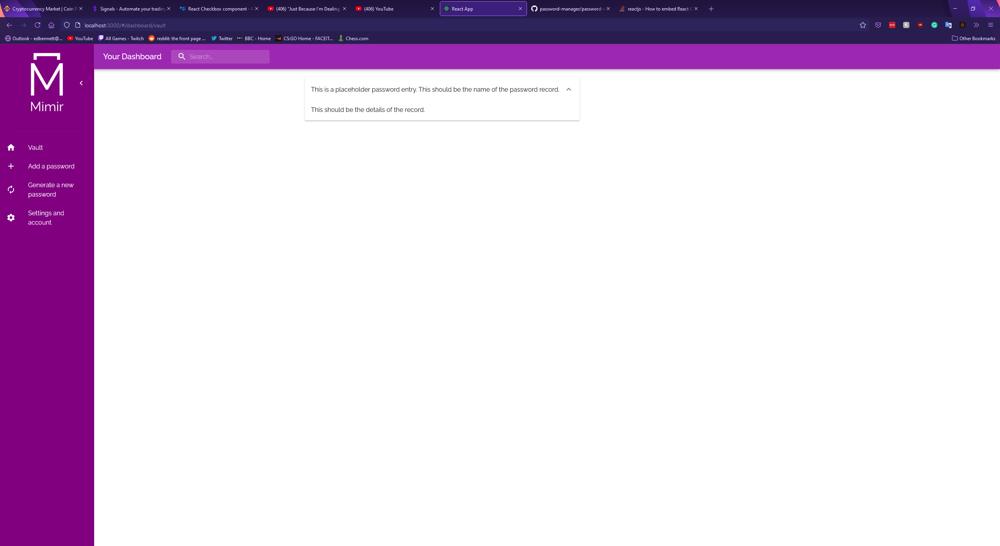 Cryptocurrency Market | Coin P
Signals - Automate your trading
React Checkbox component - M
(406) "Just Because I'm Dealing
(406) YouTube
React App
password-manager/password-m
reactjs - How to embed React C
localhost:3000/#/dashboard/vault
Outlook - edbennett@...
YouTube
All Games - Twitch
reddit: the front page ...
Twitter
BBC BBC - Home
CS:GO Home - FACEIT...
Chess.com
Other Bookmarks
M
Mimir
Your Dashboard
Search…
This is a placeholder password entry. This should be the name of the password record.
This should be the details of the record.
Vault
Add a password
Generate a new
password
Settings and
account